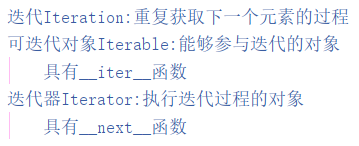 迭代Iteration:重复获取下一个元素的过程
可迭代对象Iterable:能够参与迭代的对象
    具有__iter__函数
迭代器Iterator:执行迭代过程的对象
    具有__next__函数